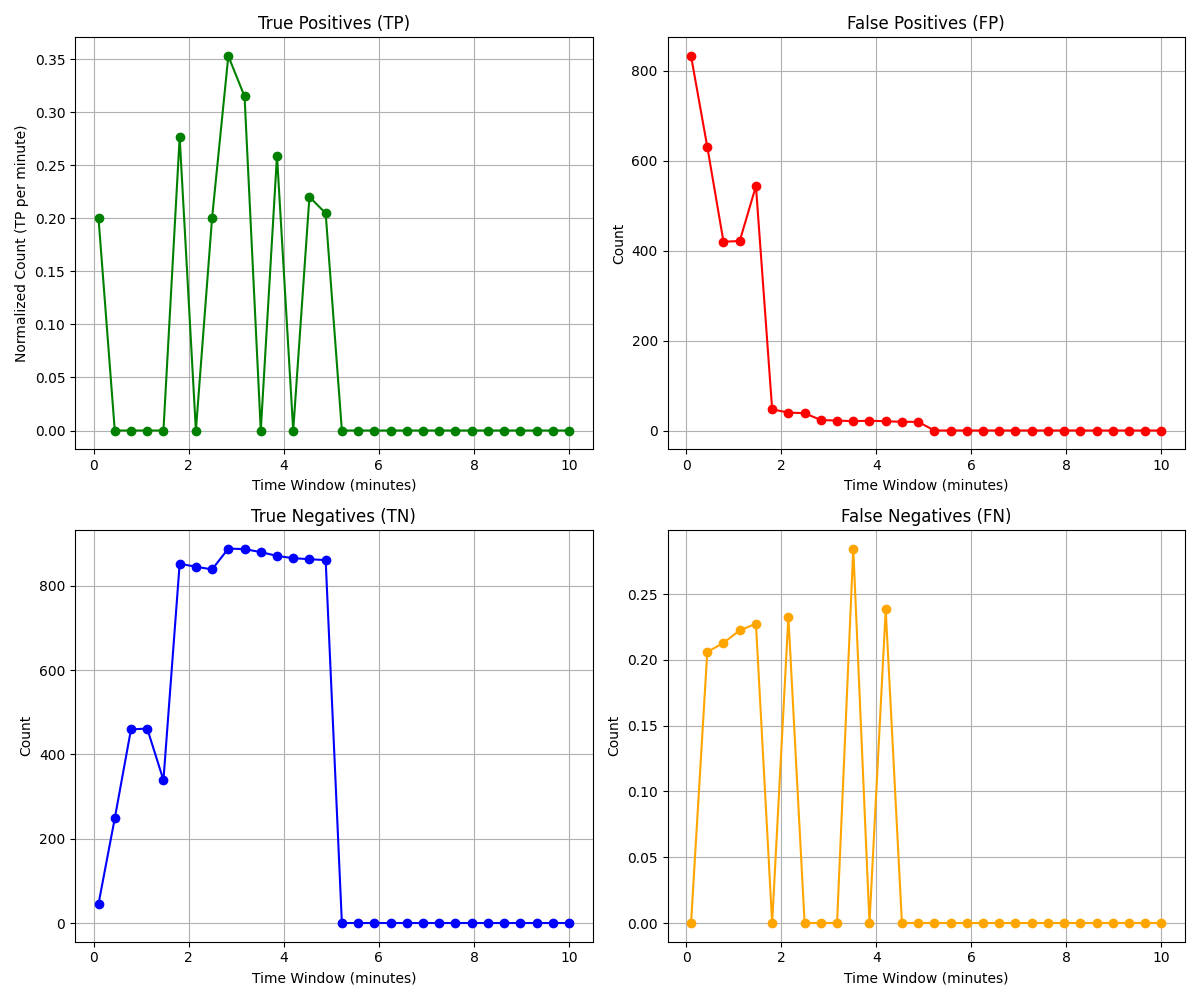 True Positives (TP)
Normalized Count (TP per minute)
0.35
0.30
0.25
0.20
0.15
0.10
0.05
0.00
0 2 4 6 8 10
Time Window (minutes)
False Positives (FP)
Count
800
600
400
200
0
0 2 4 6 8 10
Time Window (minutes)
True Negatives (TN)
Count
800
600
400
200
0
0 2 4 6 8 10
Time Window (minutes)
False Negatives (FN)
Count
0.25
0.20
0.15
0.10
0.05
0.00
0 2 4 6 8 10
Time Window (minutes)